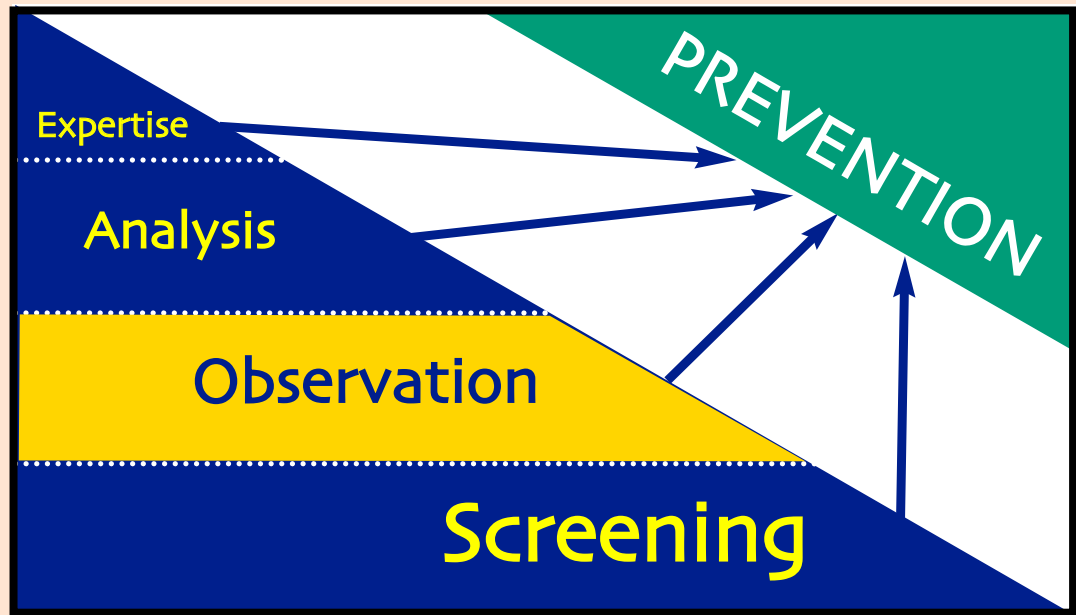 PREVENTION
Expertise
Analysis
Observation
Screening